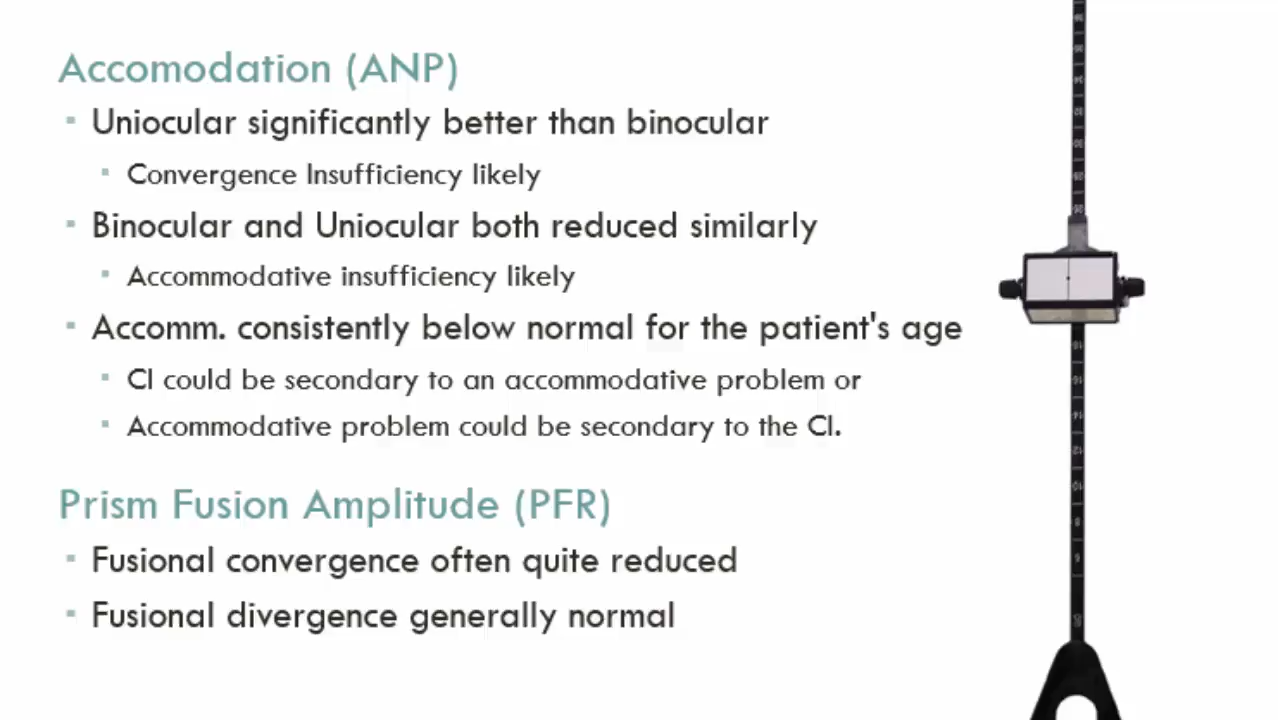 Accomodation (ANP)
▪ Uniocular significantly better than binocular
▪ Convergence Insufficiency likely
▪ Binocular and Uniocular both reduced similarly
▪ Accommodative insufficiency likely
▪ Accomm. consistently below normal for the patient's age
▪ CI could be secondary to an accommodative problem or
▪ Accommodative problem could be secondary to the CI.
Prism Fusion Amplitude (PFR)
▪ Fusional convergence often quite reduced
▪ Fusional divergence generally normal